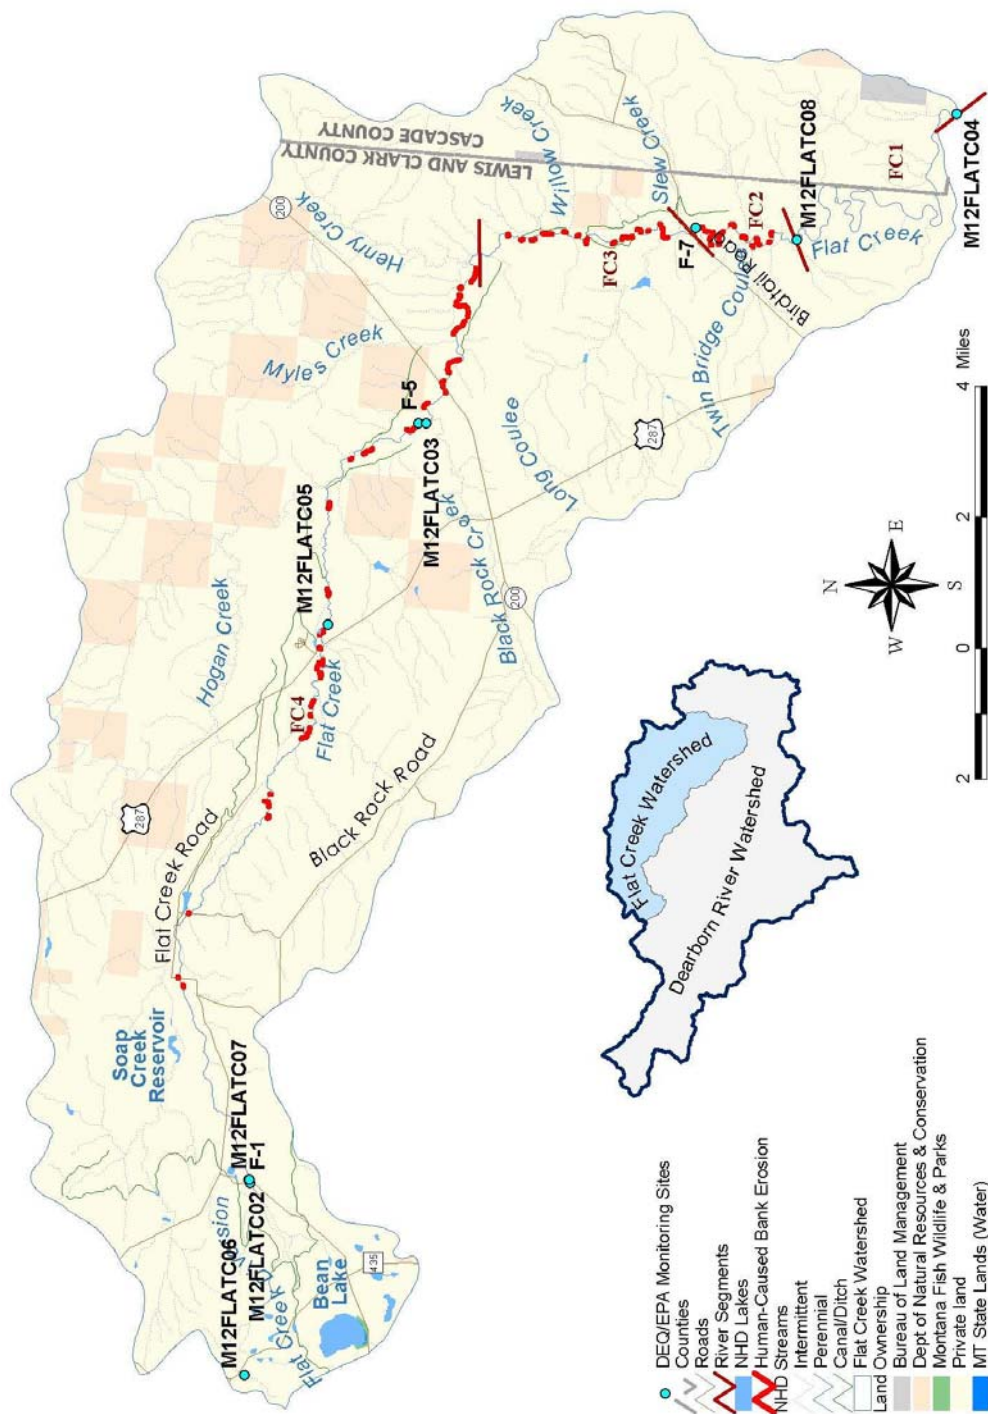 CASCADE COUNTY
LEWIS AND CLARK COUNTY
200
Henry Creek
Willow Creek
Slew Creek
Myles Creek
FC3
F-7
FC2
FC1
M12FLATC08
Flat Creek
M12FLATC04
Birdtail Road
Twin Bridge Coulee
F-5
M12FLATC03
287
Long Coulee
M12FLATC05
Black Rock Creek
200
Hogan Creek
FC4
Flat Creek
287
Flat Creek Road
Black Rock Road
Soap
Creek
Reservoir
M12FLATC07
F-1
M12FLATC06
M12FLATC02
Flat Creek
Bean
Lake
435
Flat Creek Watershed
Dearborn River Watershed
N
W
E
S
2
0
2
4
Miles
DEQ/EPA Monitoring Sites
Counties
Roads
River Segments
NHD Lakes
Human-Caused Bank Erosion
NHD Streams
Intermittent
Perennial
Canal/Ditch
Flat Creek Watershed
Land Ownership
Bureau of Land Management
Dept of Natural Resources & Conservation
Montana Fish Wildlife & Parks
Private land
MT State Lands (Water)